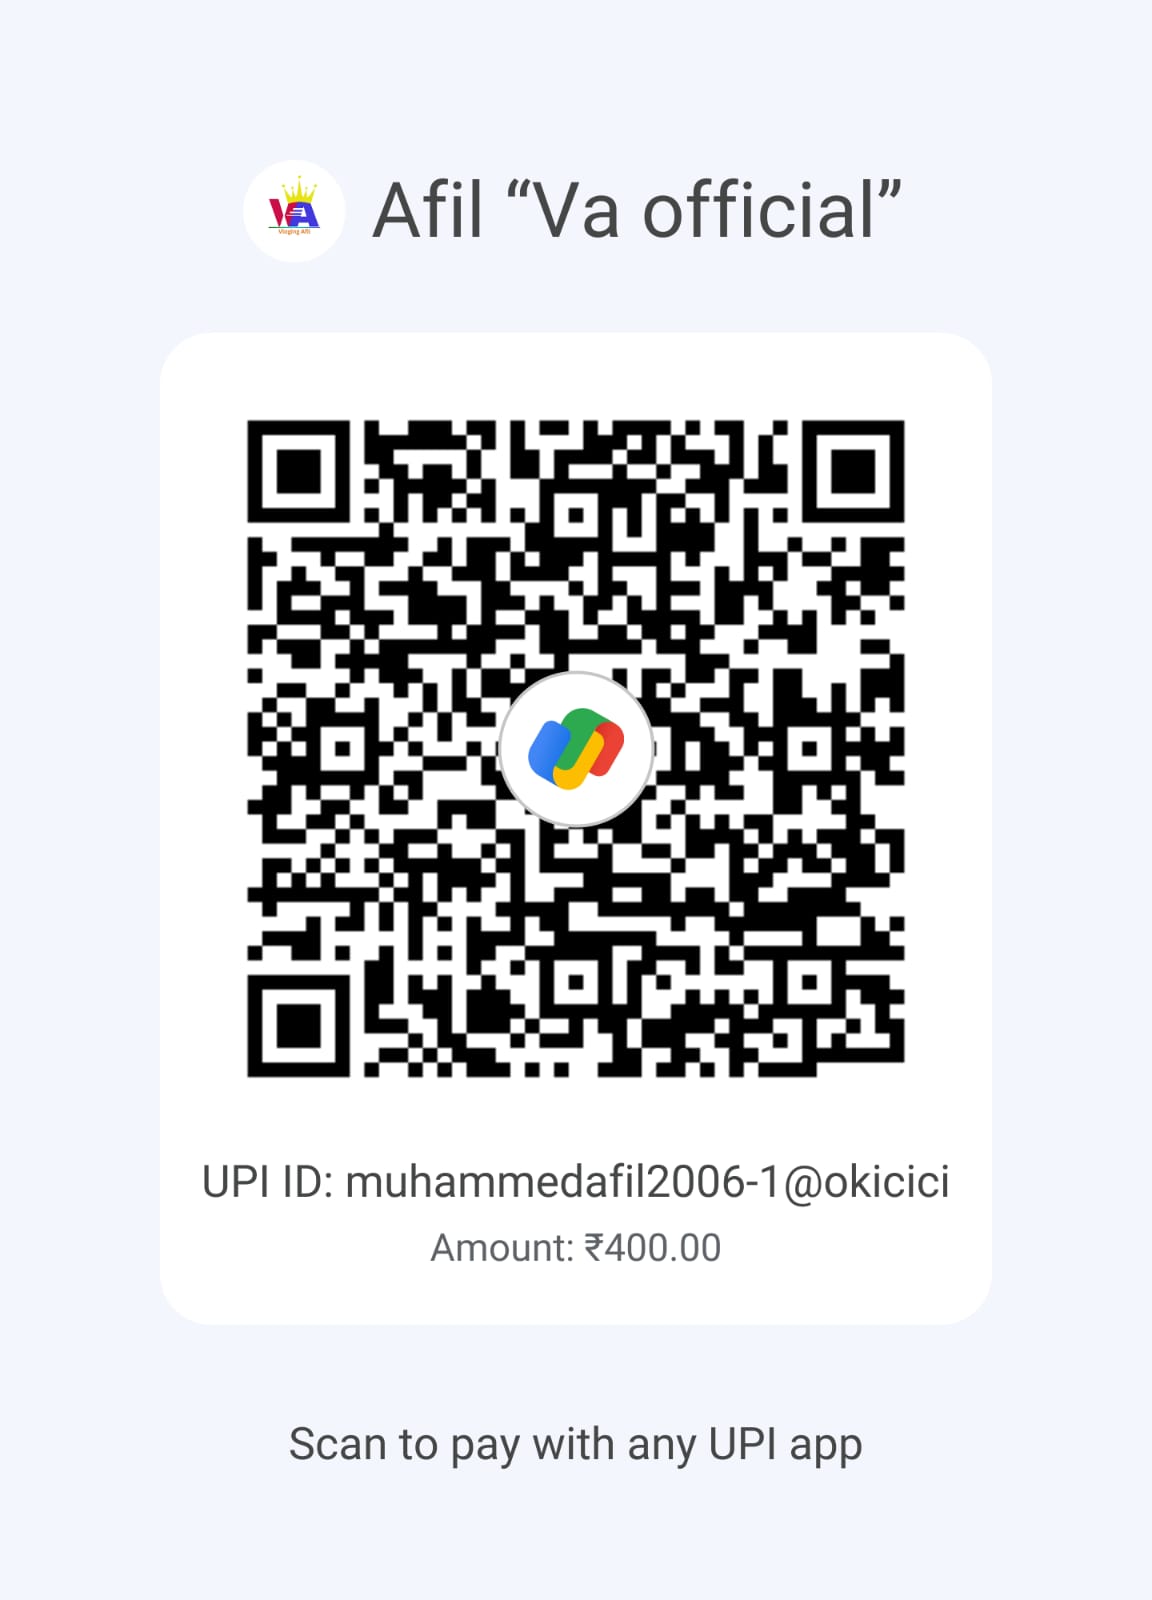 VA
Vloging Afil
Afil “Va official”
UPI ID: muhammedafil2006-1@okicici
Amount: ₹400.00
Scan to pay with any UPI app